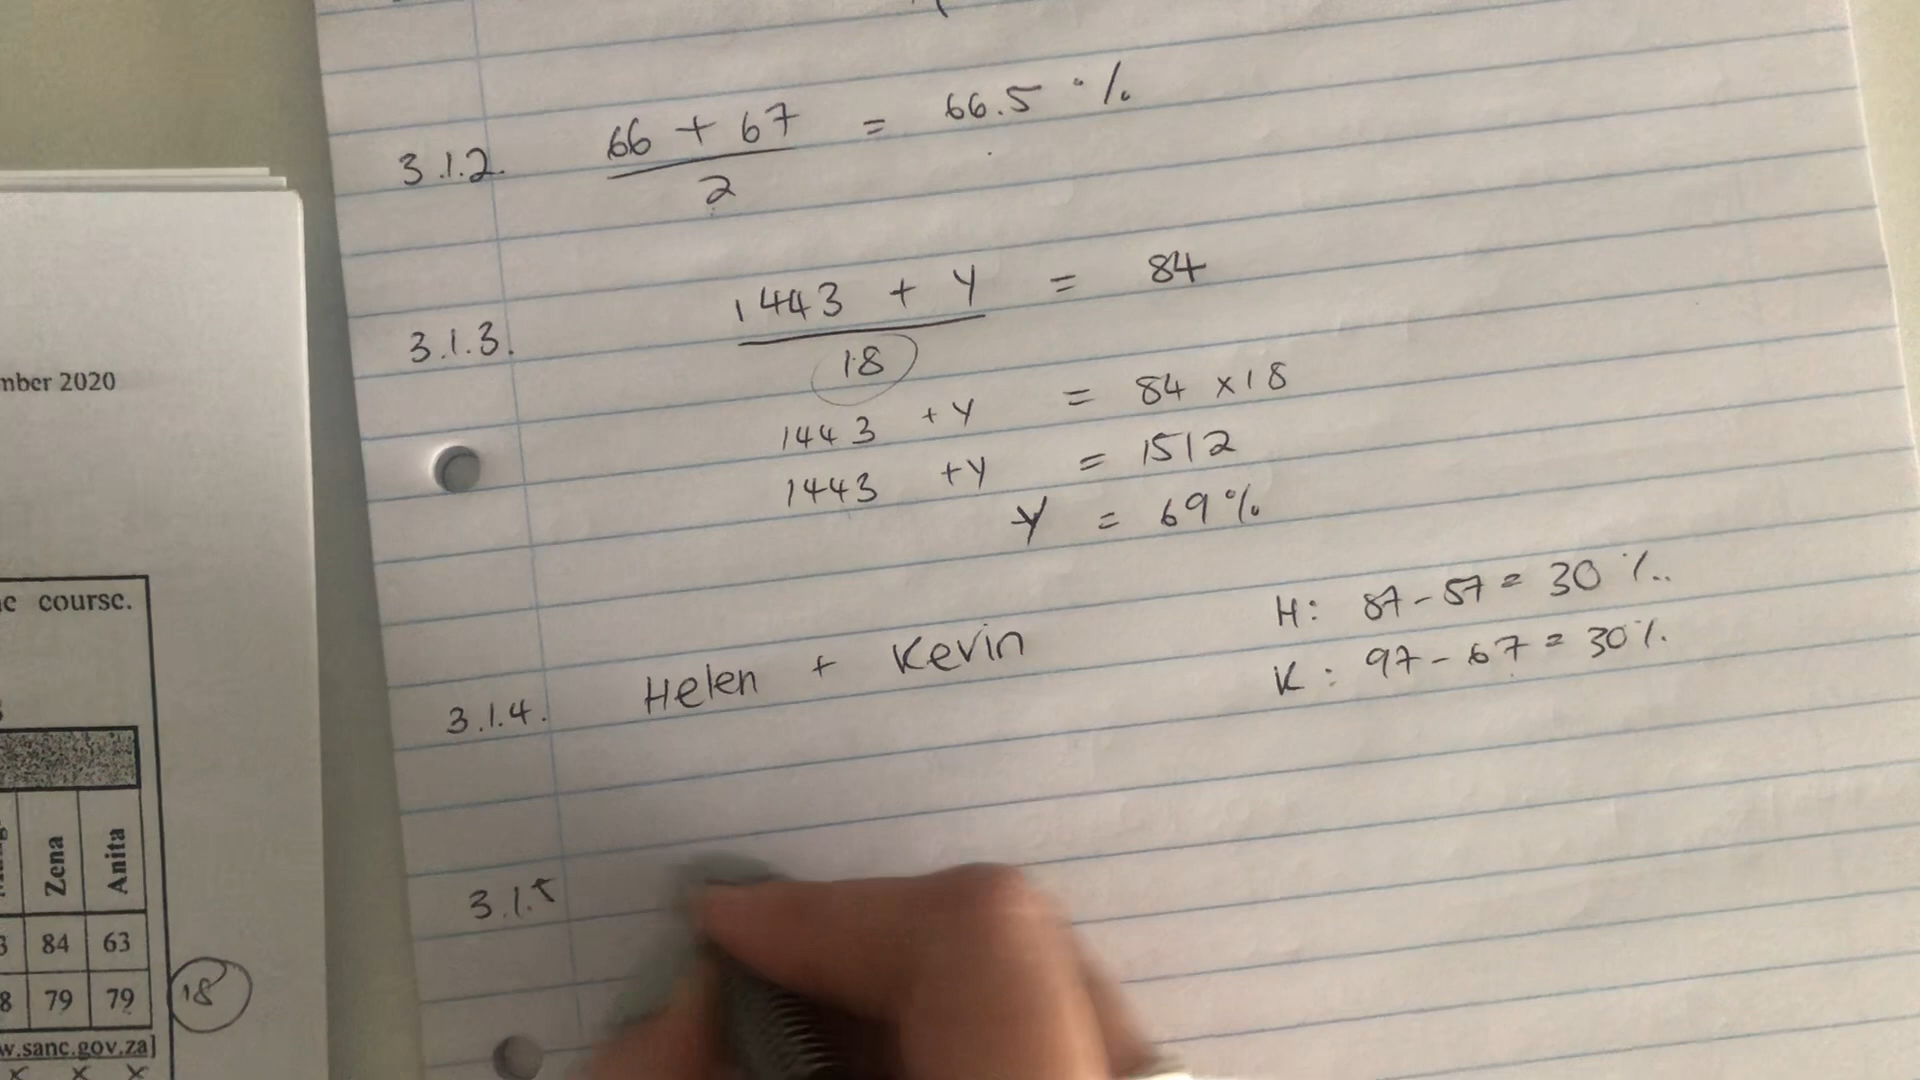 3.1.2. 66 + 67 = 66.5 %
2
3.1.3. 1443 + y = 84
18
1443 + y = 84 x 18
1443 + y = 1512
y = 69%
3.1.4. Helen + Kevin
H: 87 - 57 = 30 %.
K: 97 - 67 = 30%.
3.1.5
2020
course.
Zena Anita
84 63
79 79 18
w.sanc.gov.za]
x x x